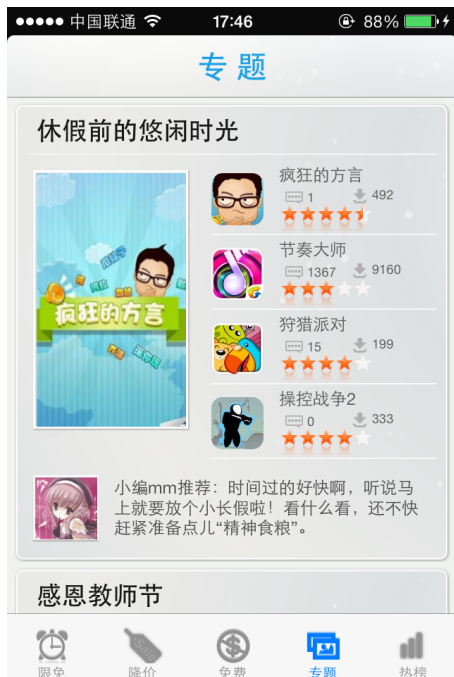 中国联通 17:46 88%
专题
休假前的悠闲时光
疯狂的方言
疯狂的方言
1 492
节奏大师
1367 9160
狩猎派对
15 199
操控战争2
0 333
小编mm推荐：时间过的好快啊，听说马
上就要放个小长假啦！看什么看，还不快
赶紧准备点儿“精神食粮”。
感恩教师节
Sale
限免 降价 免费 专题 热榜